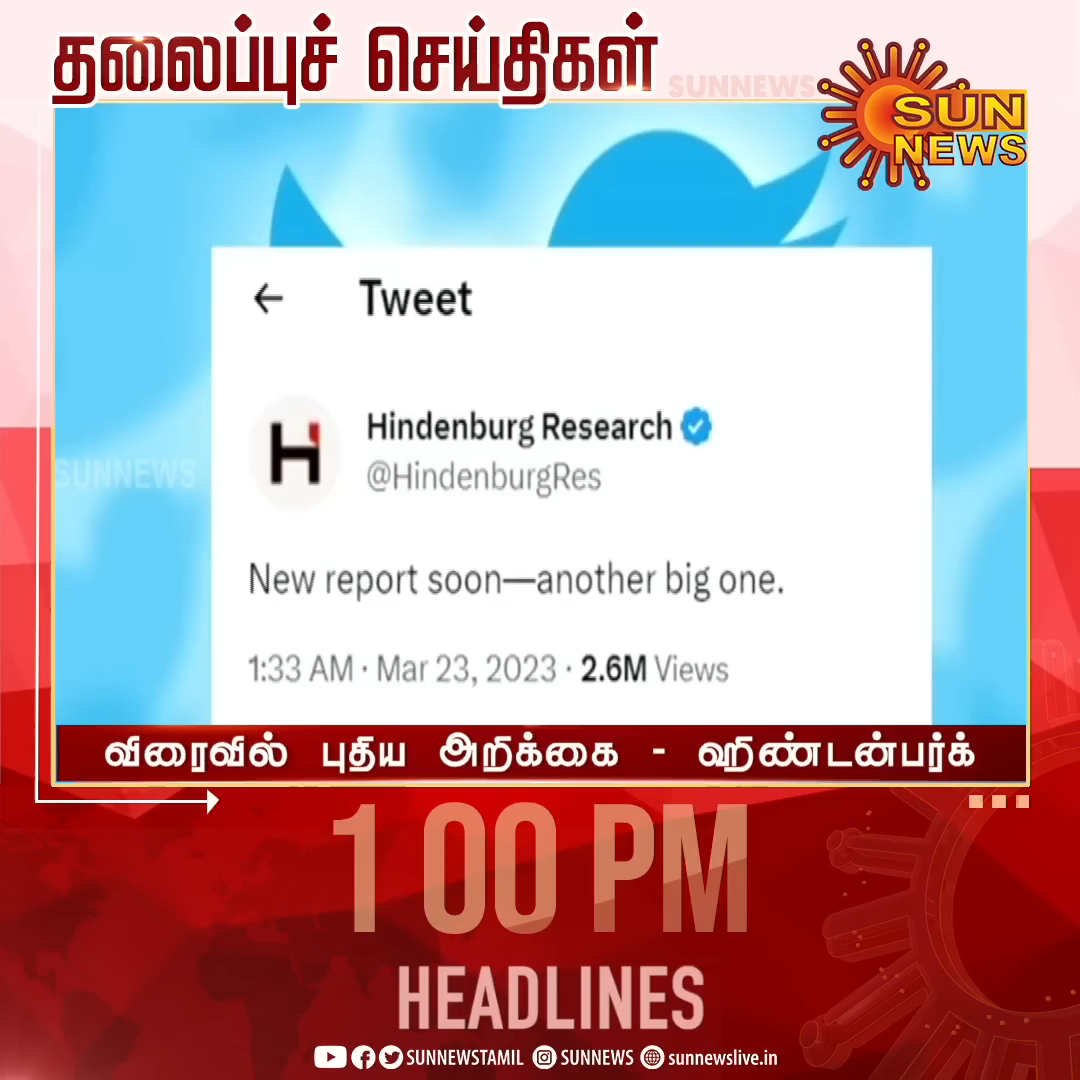 தலைப்புச் செய்திகள்
SUNNEWS
SUN
NEWS
← Tweet
Hindenburg Research
@HindenburgRes
SUNNEWS
New report soon—another big one.
1:33 AM · Mar 23, 2023 · 2.6M Views
விரைவில் புதிய அறிக்கை - ஹிண்டன்பர்க்
1 00 PM
HEADLINES
SUNNEWSTAMIL SUNNEWS sunnewslive.in